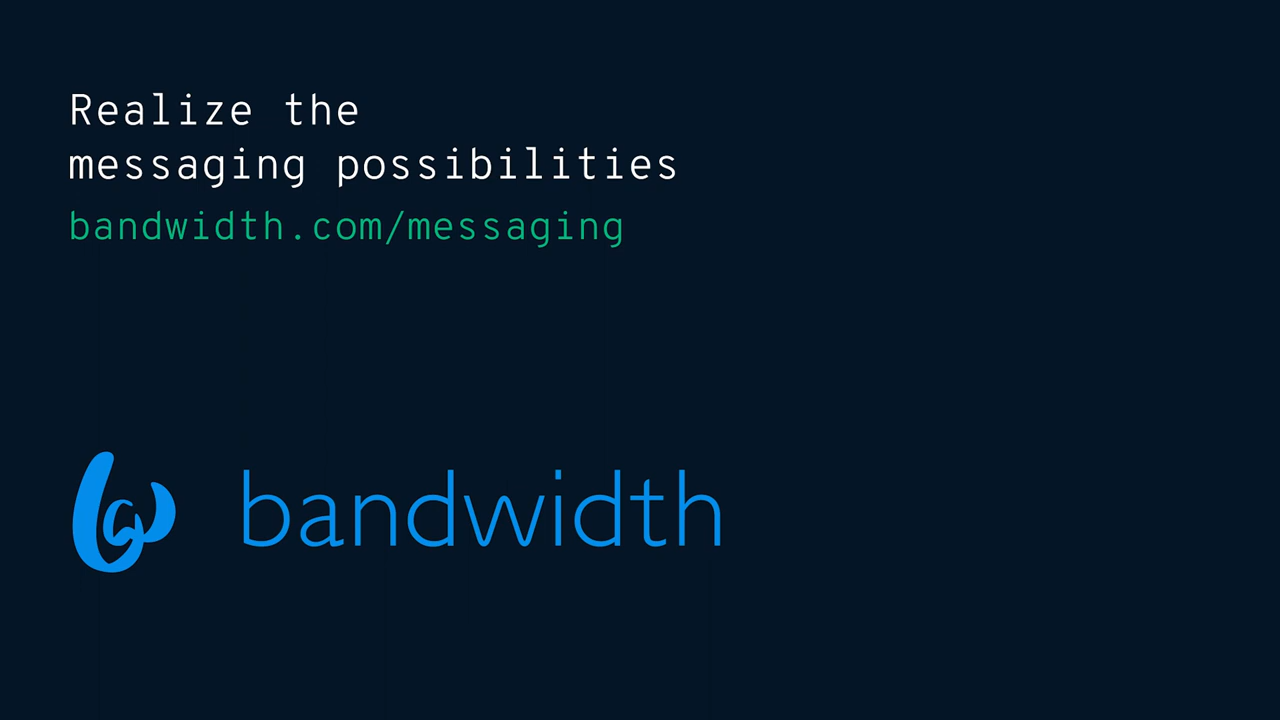 Realize the
messaging possibilities
bandwidth.com/messaging
bandwidth